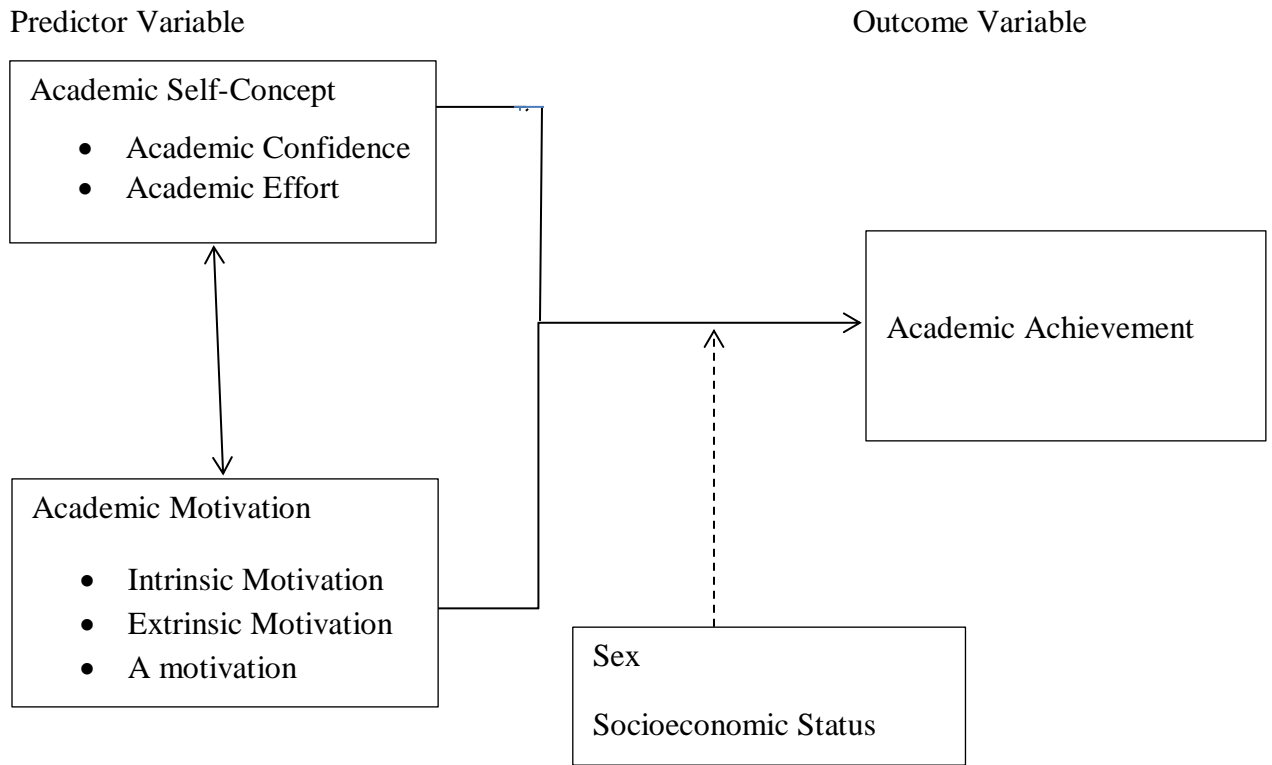 Predictor Variable
Outcome Variable
Academic Self-Concept
• Academic Confidence
• Academic Effort
Academic Achievement
Academic Motivation
• Intrinsic Motivation
• Extrinsic Motivation
• A motivation
Sex
Socioeconomic Status